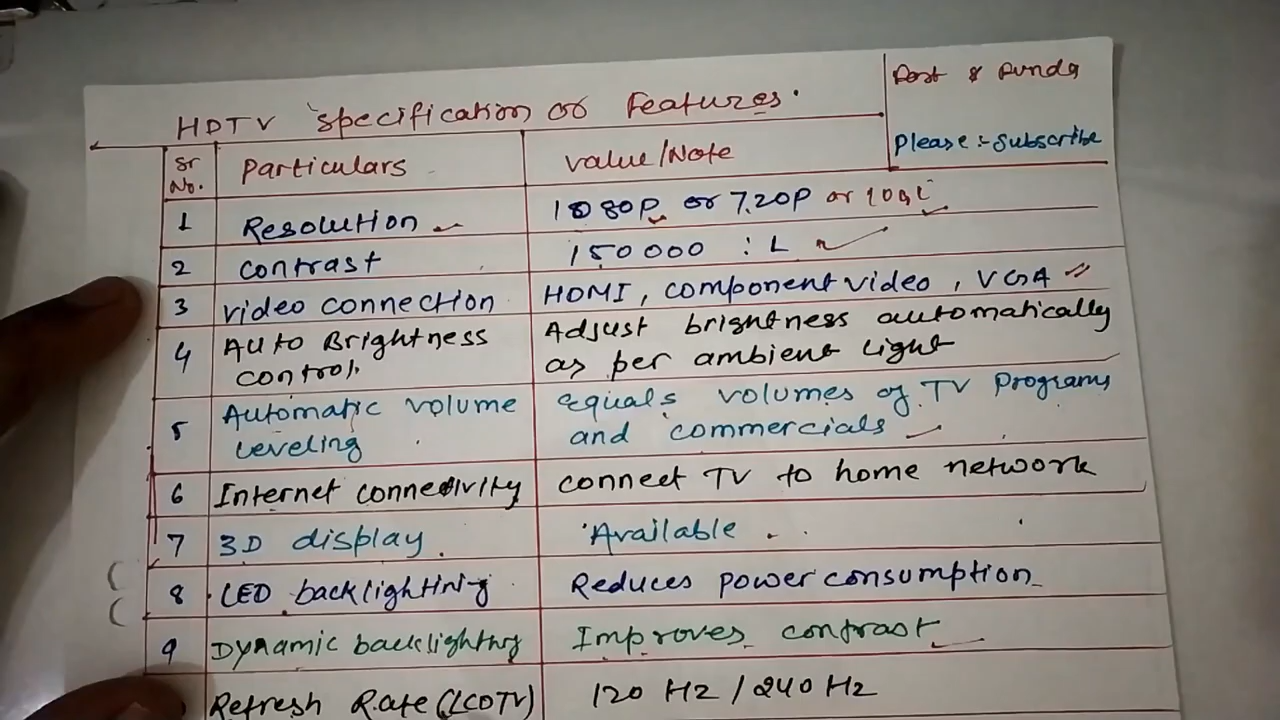 HDTV Specification or Features.
Post & Funda
Please :- Subscribe
Sr No. Particulars Value/Note
1 Resolution 1080P or 720P or
2 contrast 150000 : 1
3 video connection HDMI, component video, VGA
4 Auto Brightness control. Adjust brightness automatically
as per ambient light
5 Automatic volume leveling equals volumes of TV programs
and commercials
6 Internet connectivity connect TV to home network
7 3D display. Available.
8 LED backlighting Reduces power consumption
9 Dynamic backlighting Improves contrast
Refresh Rate (LCDTV) 120 Hz / 240 Hz